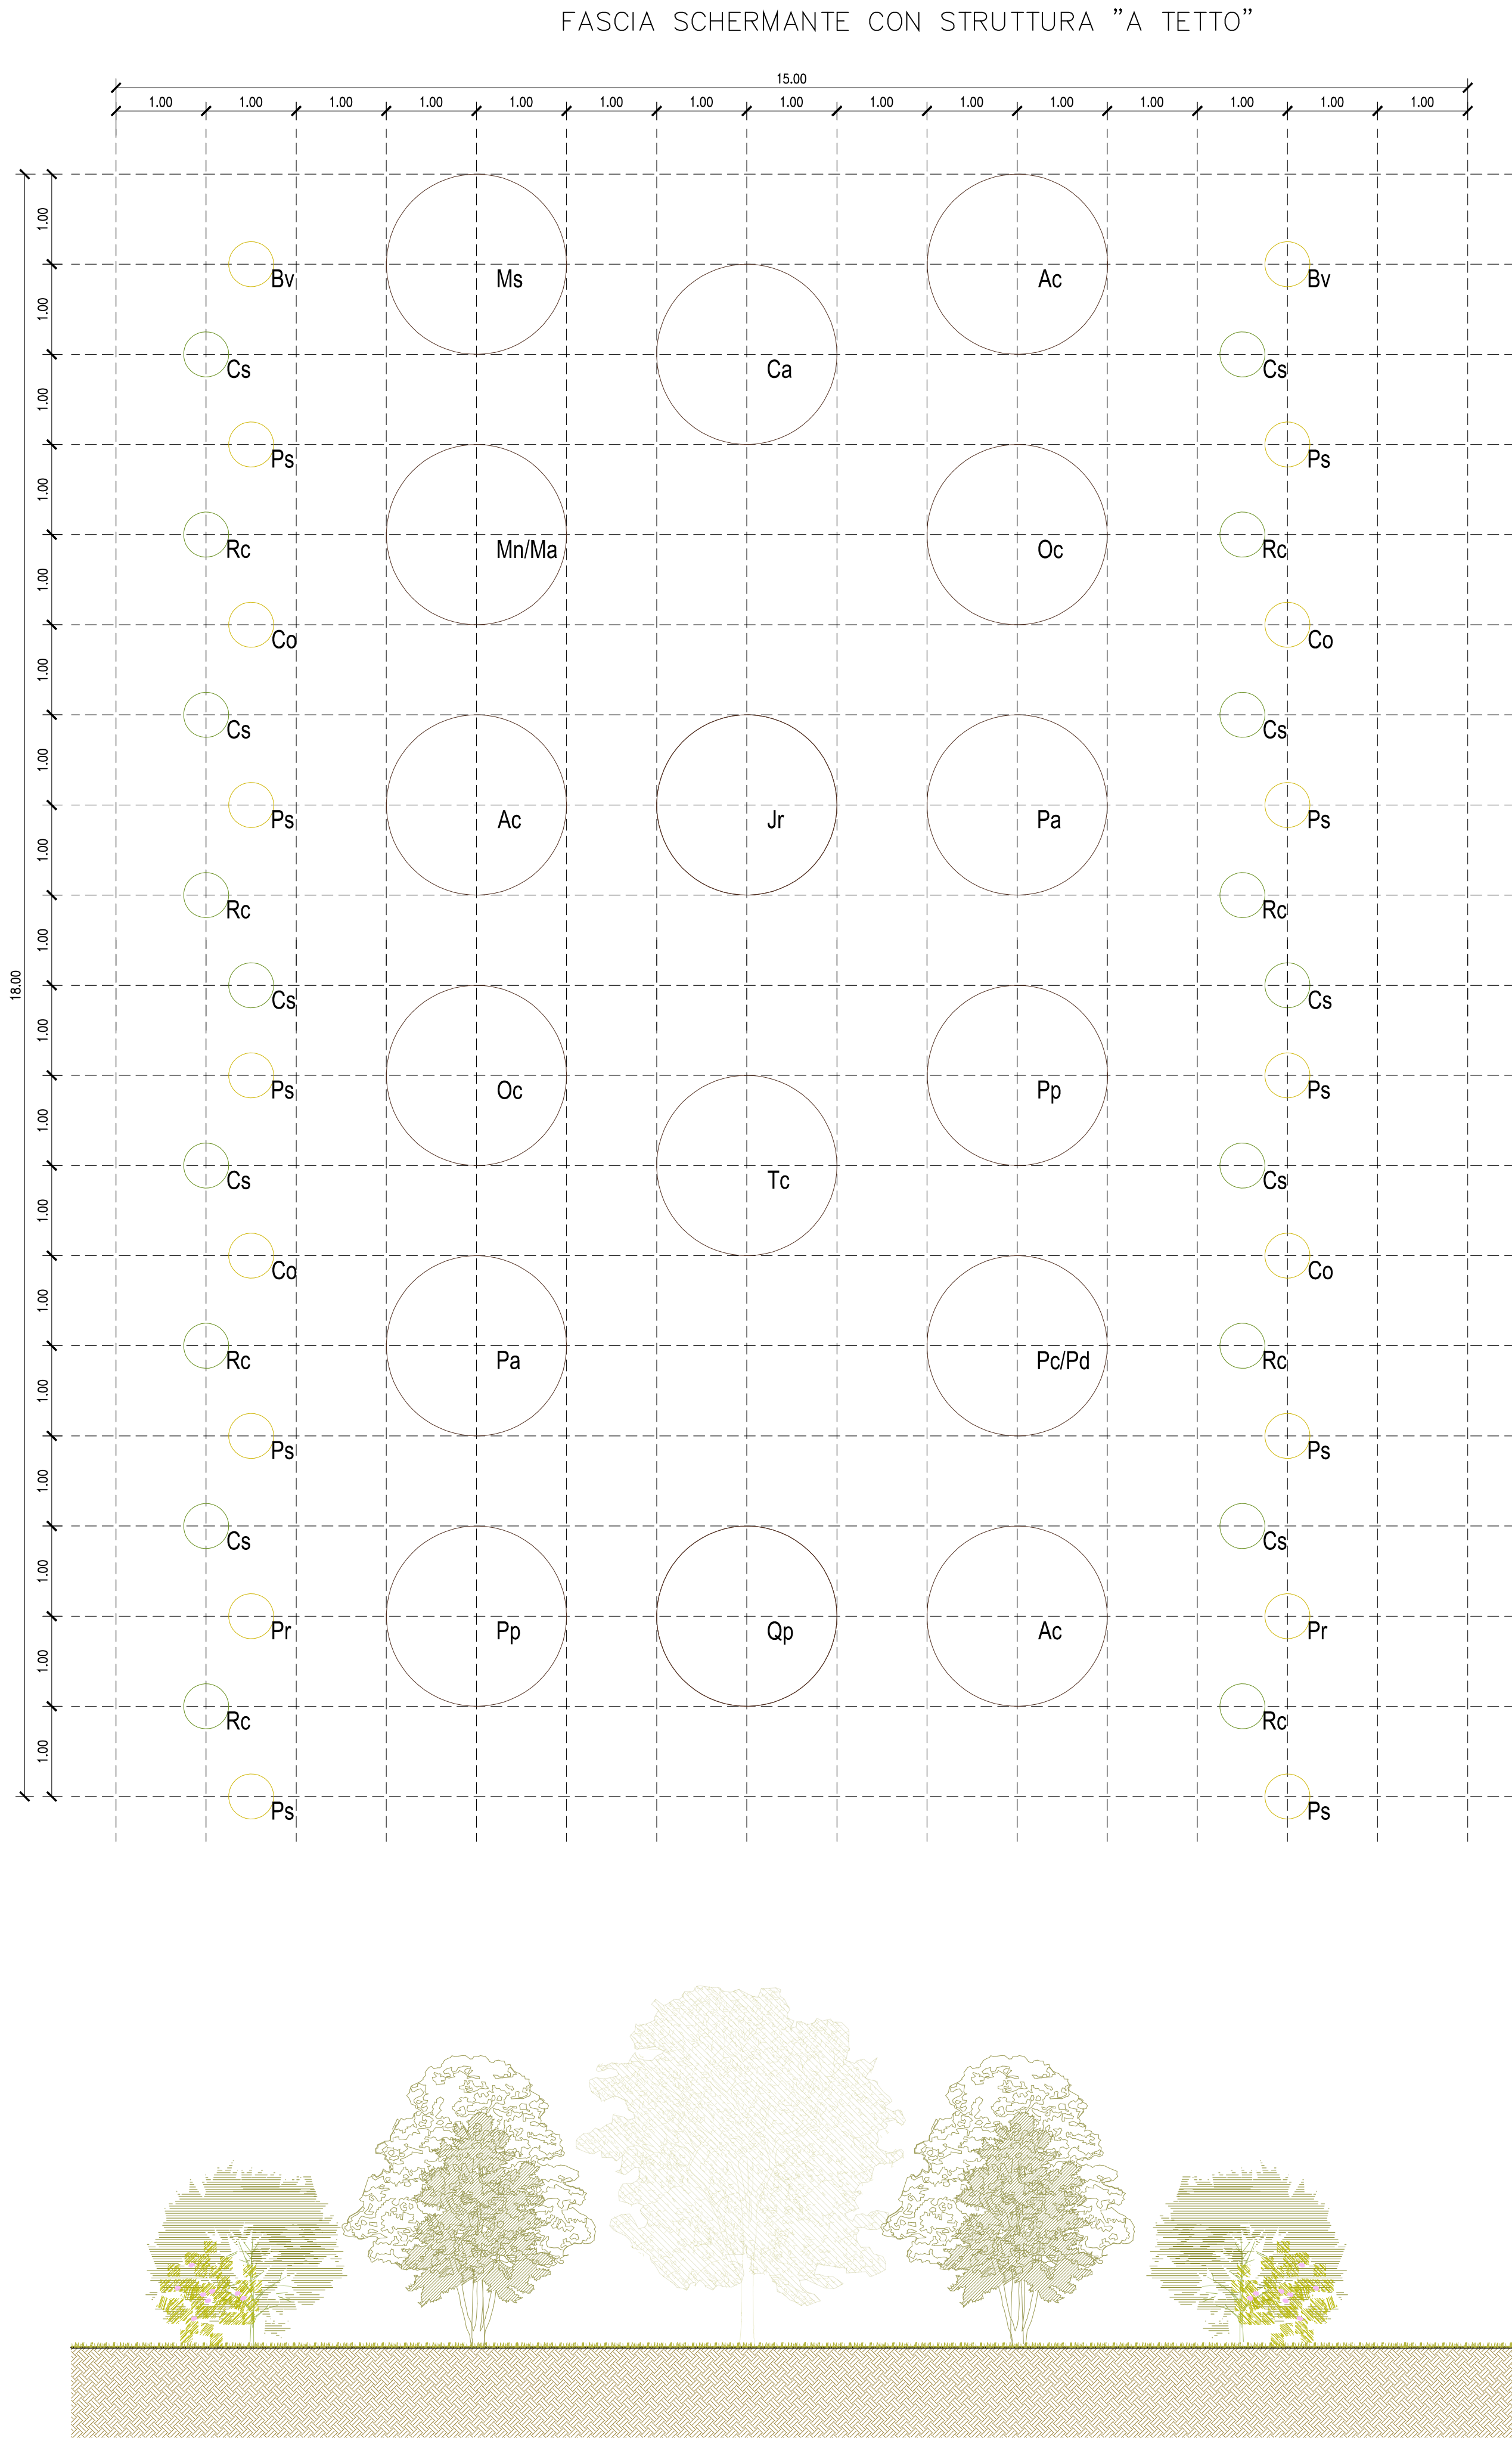 FASCIA SCHERMANTE CON STRUTTURA "A TETTO"
15.00
1.00 1.00 1.00 1.00 1.00 1.00 1.00 1.00 1.00 1.00 1.00 1.00 1.00 1.00 1.00
1.00
Bv Ms Ac Bv
1.00
Cs Ca Cs
1.00
Ps Ps
1.00
Rc Mn/Ma Oc Rc
1.00
Co Co
1.00
Cs Cs
1.00
Ps Ac Jr Pa Ps
1.00
Rc Rc
1.00
18.00
Cs Cs
1.00
Ps Oc Pp Ps
1.00
Cs Tc Cs
1.00
Co Co
1.00
Rc Pa Pc/Pd Rc
1.00
Ps Ps
1.00
Cs Cs
1.00
Pr Pp Qp Ac Pr
1.00
Rc Rc
1.00
Ps Ps